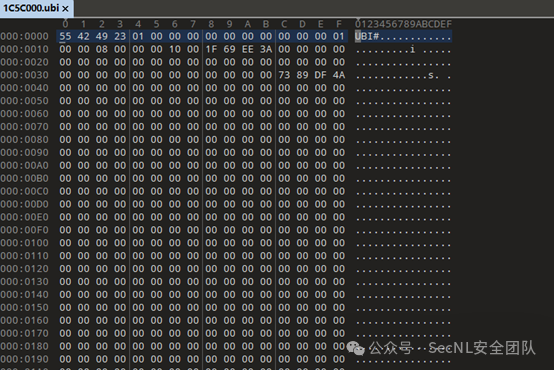 1C5C000.ubi ×
0 1 2 3 4 5 6 7 8 9 A B C D E F 0123456789ABCDEF
000:0000 55 42 49 23 01 00 00 00 00 00 00 00 00 00 00 01 UBI#............
000:0010 00 00 08 00 00 00 10 00 1F 69 EE 3A 00 00 00 00 .........i......
000:0020 00 00 00 00 00 00 00 00 00 00 00 00 00 00 00 00 ................
000:0030 00 00 00 00 00 00 00 00 00 00 00 00 73 89 DF 4A ............s. .
000:0040 00 00 00 00 00 00 00 00 00 00 00 00 00 00 00 00 ................
000:0050 00 00 00 00 00 00 00 00 00 00 00 00 00 00 00 00 ................
000:0060 00 00 00 00 00 00 00 00 00 00 00 00 00 00 00 00 ................
000:0070 00 00 00 00 00 00 00 00 00 00 00 00 00 00 00 00 ................
000:0080 00 00 00 00 00 00 00 00 00 00 00 00 00 00 00 00 ................
000:0090 00 00 00 00 00 00 00 00 00 00 00 00 00 00 00 00 ................
000:00A0 00 00 00 00 00 00 00 00 00 00 00 00 00 00 00 00 ................
000:00B0 00 00 00 00 00 00 00 00 00 00 00 00 00 00 00 00 ................
000:00C0 00 00 00 00 00 00 00 00 00 00 00 00 00 00 00 00 ................
000:00D0 00 00 00 00 00 00 00 00 00 00 00 00 00 00 00 00 ................
000:00E0 00 00 00 00 00 00 00 00 00 00 00 00 00 00 00 00 ................
000:00F0 00 00 00 00 00 00 00 00 00 00 00 00 00 00 00 00 ................
000:0100 00 00 00 00 00 00 00 00 00 00 00 00 00 00 00 00 ................
000:0110 00 00 00 00 00 00 00 00 00 00 00 00 00 00 00 00 ................
000:0120 00 00 00 00 00 00 00 00 00 00 00 00 00 00 00 00 ................
000:0130 00 00 00 00 00 00 00 00 00 00 00 00 00 00 00 00 ................
000:0140 00 00 00 00 00 00 00 00 00 00 00 00 00 00 00 00 ................
000:0150 00 00 00 00 00 00 00 00 00 00 00 00 00 00 00 00 ................
000:0160 00 00 00 00 00 00 00 00 00 00 00 00 00 00 00 00 ................
000:0170 00 00 00 00 00 00 00 00 00 00 00 00 00 00 00 00 ................
000:0180 00 00 00 00 00 00 00 00 00 00 00 00 00 00 00 00
000:0190 00 00 00 00 00 00 00 00 00 00 00 00 00 00 00 00 ................
公众号 · SecNL安全团队